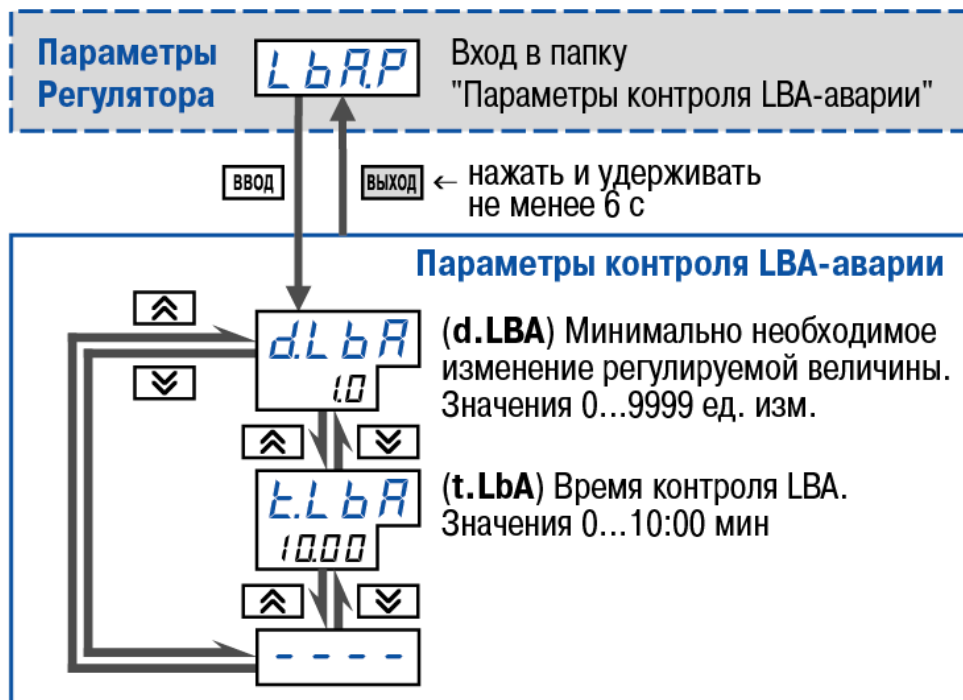 Параметры
Регулятора
LbA.P
Вход в папку
"Параметры контроля LBA-аварии"
ВВОД
ВЫХОД
← нажать и удерживать
не менее 6 с
Параметры контроля LBA-аварии
d.LbA
1.0
(d.LBA) Минимально необходимое
изменение регулируемой величины.
Значения 0...9999 ед. изм.
t.LbA
10.00
(t.LbA) Время контроля LBA.
Значения 0...10:00 мин
- - - -